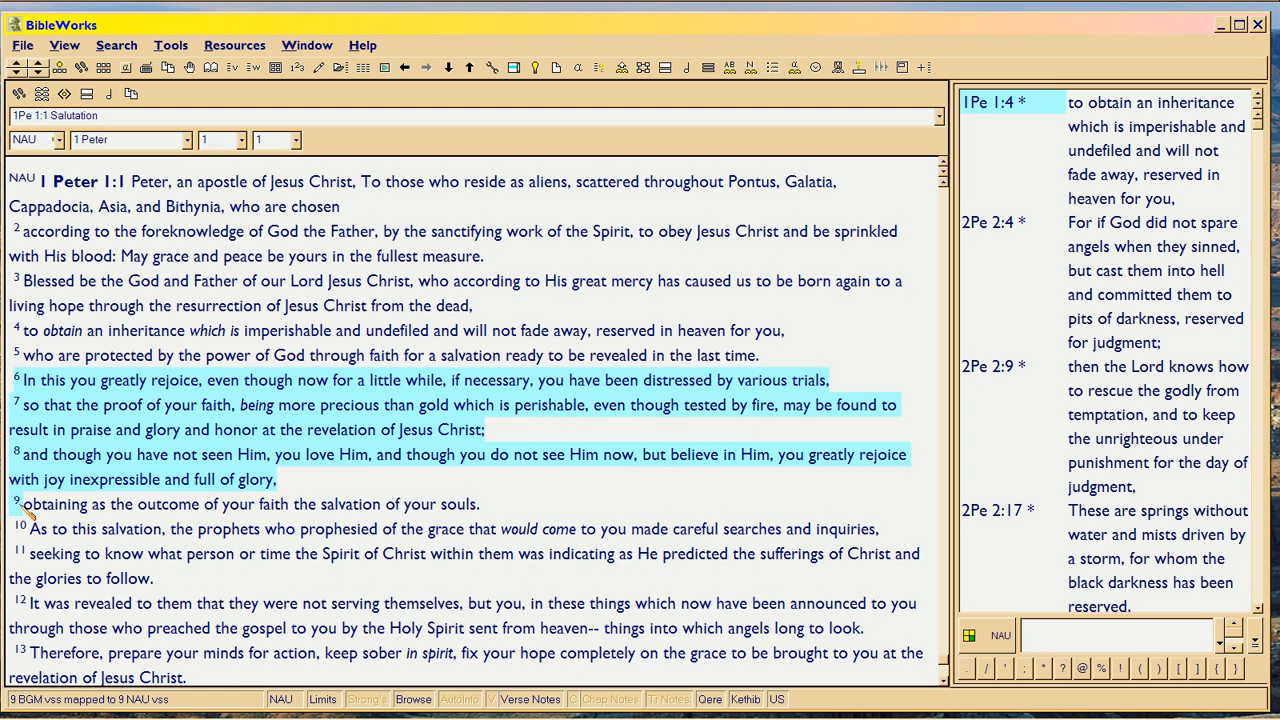 BibleWorks
File View Search Tools Resources Window Help
1Pe 1:1 Salutation
NAU 1 Peter 1 1
NAU 1 Peter 1:1 Peter, an apostle of Jesus Christ, To those who reside as aliens, scattered throughout Pontus, Galatia,
Cappadocia, Asia, and Bithynia, who are chosen
2 according to the foreknowledge of God the Father, by the sanctifying work of the Spirit, to obey Jesus Christ and be sprinkled
with His blood: May grace and peace be yours in the fullest measure.
3 Blessed be the God and Father of our Lord Jesus Christ, who according to His great mercy has caused us to be born again to a
living hope through the resurrection of Jesus Christ from the dead,
4 to obtain an inheritance which is imperishable and undefiled and will not fade away, reserved in heaven for you,
5 who are protected by the power of God through faith for a salvation ready to be revealed in the last time.
6 In this you greatly rejoice, even though now for a little while, if necessary, you have been distressed by various trials,
7 so that the proof of your faith, being more precious than gold which is perishable, even though tested by fire, may be found to
result in praise and glory and honor at the revelation of Jesus Christ;
8 and though you have not seen Him, you love Him, and though you do not see Him now, but believe in Him, you greatly rejoice
with joy inexpressible and full of glory,
9 obtaining as the outcome of your faith the salvation of your souls.
10 As to this salvation, the prophets who prophesied of the grace that would come to you made careful searches and inquiries,
11 seeking to know what person or time the Spirit of Christ within them was indicating as He predicted the sufferings of Christ and
the glories to follow.
12 It was revealed to them that they were not serving themselves, but you, in these things which now have been announced to you
through those who preached the gospel to you by the Holy Spirit sent from heaven-- things into which angels long to look.
13 Therefore, prepare your minds for action, keep sober in spirit, fix your hope completely on the grace to be brought to you at the
revelation of Jesus Christ.
1Pe 1:4 * to obtain an inheritance
which is imperishable and
undefiled and will not
fade away, reserved in
heaven for you,
2Pe 2:4 * For if God did not spare
angels when they sinned,
but cast them into hell
and committed them to
pits of darkness, reserved
for judgment;
2Pe 2:9 * then the Lord knows how
to rescue the godly from
temptation, and to keep
the unrighteous under
punishment for the day of
judgment,
2Pe 2:17 * These are springs without
water and mists driven by
a storm, for whom the
black darkness has been
reserved.
NAU
. / ' ; * ? @ % ! ( ) [ ] { }
9 BGM vss mapped to 9 NAU vss NAU Limits Strong's Browse AutoInfo V Verse Notes C Chap Notes Tr.Notes Qere Kethib US